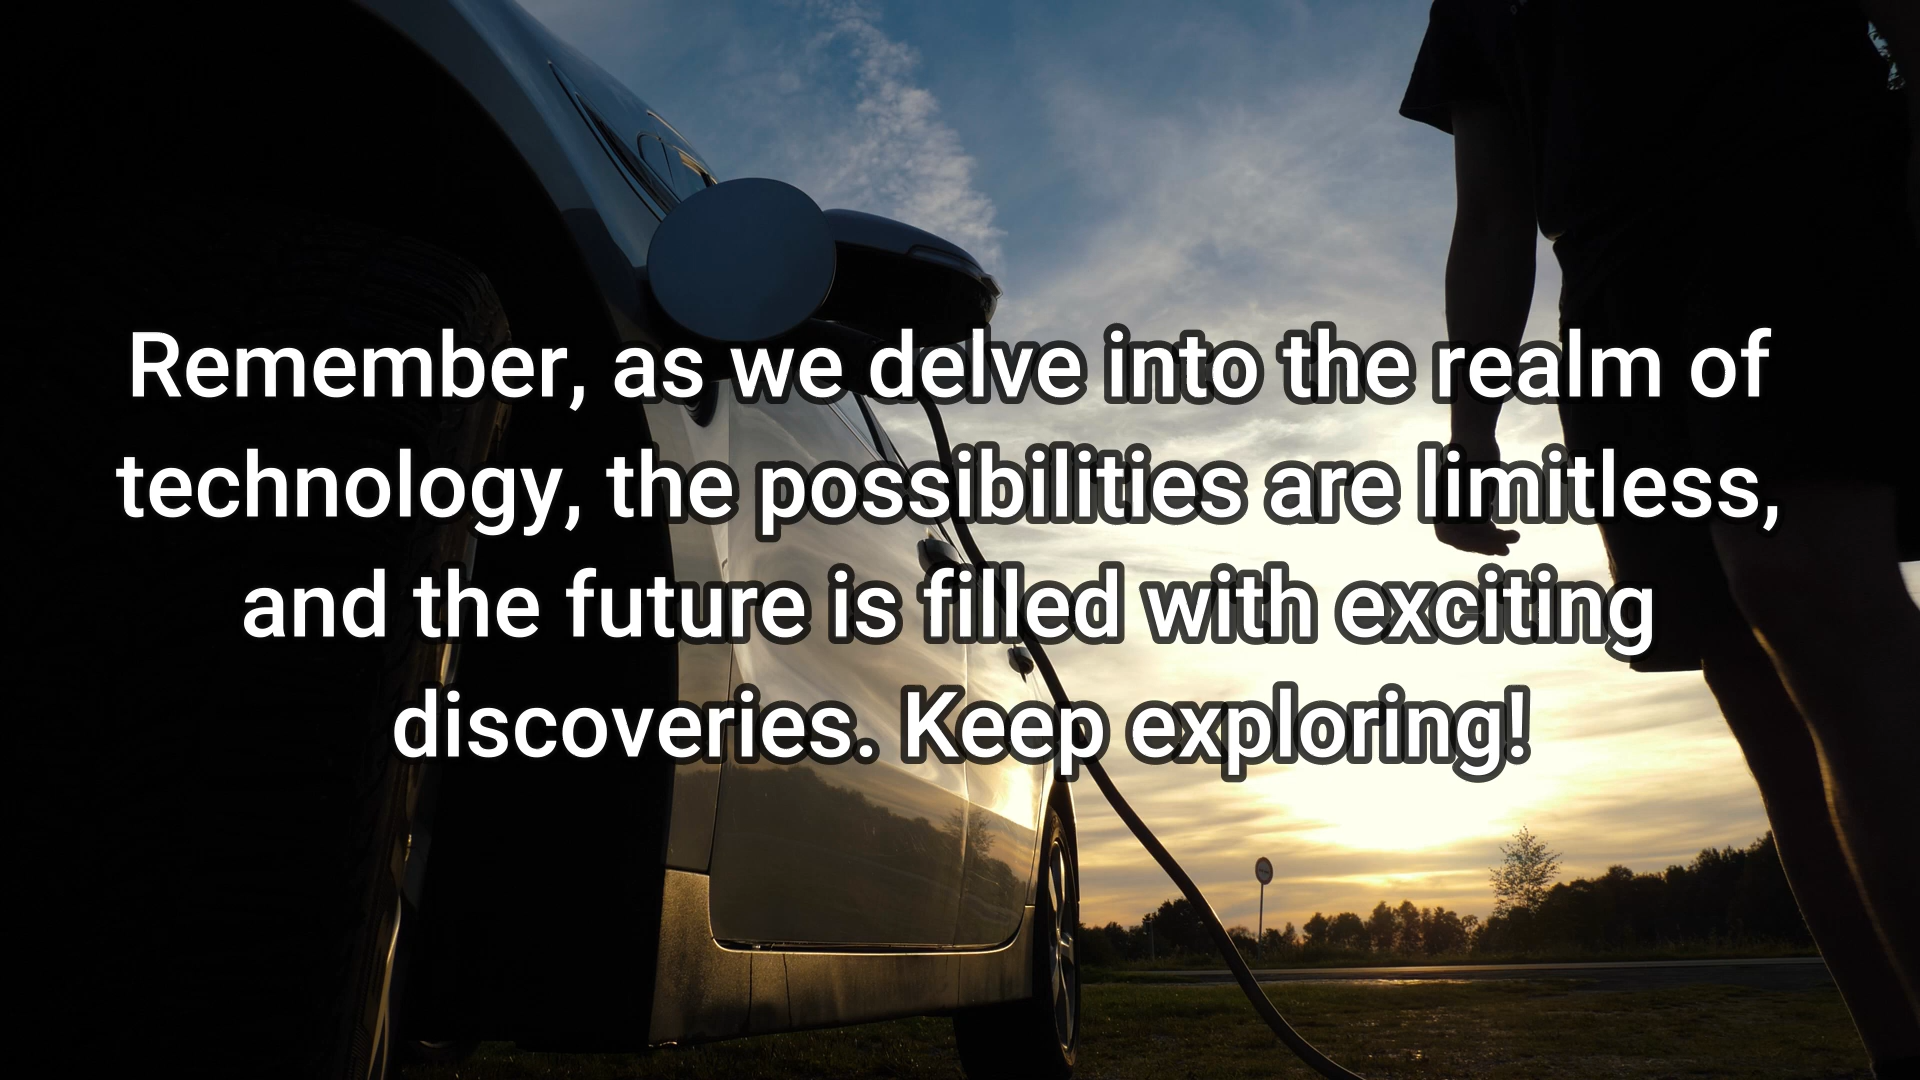 Remember, as we delve into the realm of
technology, the possibilities are limitless,
and the future is filled with exciting
discoveries. Keep exploring!